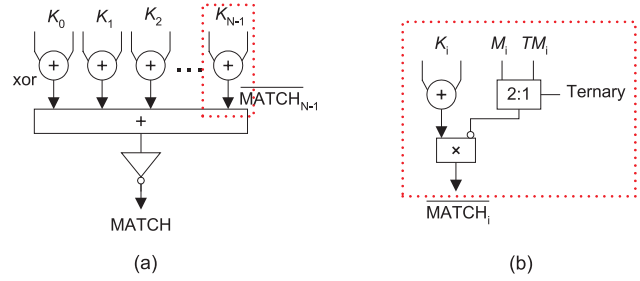 K0 K1 K2 KN-1
xor + + + ... +
MATCHN-1
+
MATCH
(a)
Ki Mi TMi
+ 2:1 Ternary
×
MATCHi
(b)